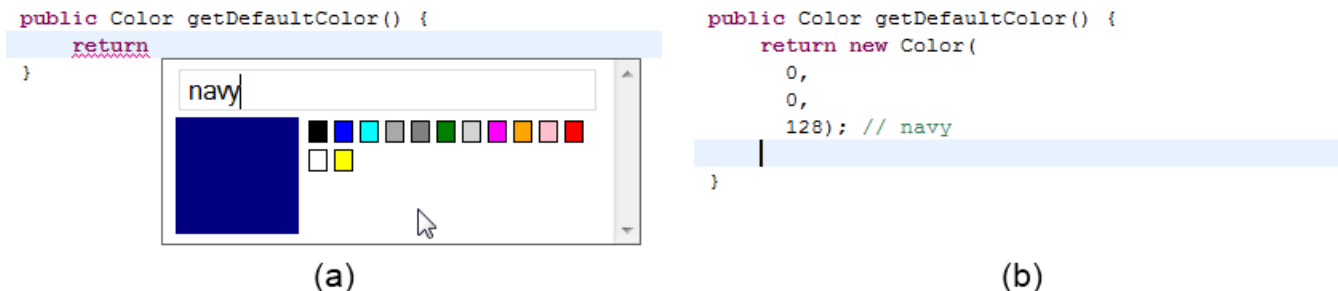 public Color getDefaultColor() {
return
navy
}
(a)
public Color getDefaultColor() {
return new Color(
0,
0,
128); // navy
}
(b)